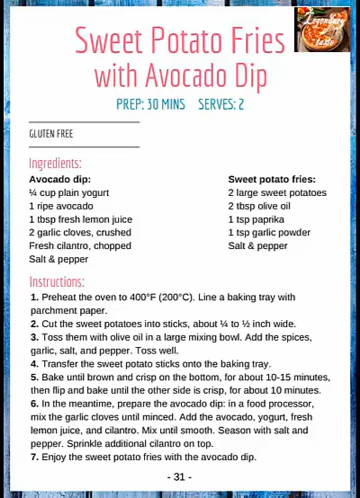 Legendary
taste
Sweet Potato Fries
with Avocado Dip
PREP: 30 MINS SERVES: 2
GLUTEN FREE
Ingredients:
Avocado dip:
¼ cup plain yogurt
1 ripe avocado
1 tbsp fresh lemon juice
2 garlic cloves, crushed
Fresh cilantro, chopped
Salt & pepper
Sweet potato fries:
2 large sweet potatoes
2 tbsp olive oil
1 tsp paprika
1 tsp garlic powder
Salt & pepper
Instructions:
1. Preheat the oven to 400°F (200°C). Line a baking tray with
parchment paper.
2. Cut the sweet potatoes into sticks, about ¼ to ½ inch wide.
3. Toss them with olive oil in a large mixing bowl. Add the spices,
garlic, salt, and pepper. Toss well.
4. Transfer the sweet potato sticks onto the baking tray.
5. Bake until brown and crisp on the bottom, for about 10-15 minutes,
then flip and bake until the other side is crisp, for about 10 minutes.
6. In the meantime, prepare the avocado dip: in a food processor,
mix the garlic cloves until minced. Add the avocado, yogurt, fresh
lemon juice, and cilantro. Mix until smooth. Season with salt and
pepper. Sprinkle additional cilantro on top.
7. Enjoy the sweet potato fries with the avocado dip.
- 31 -